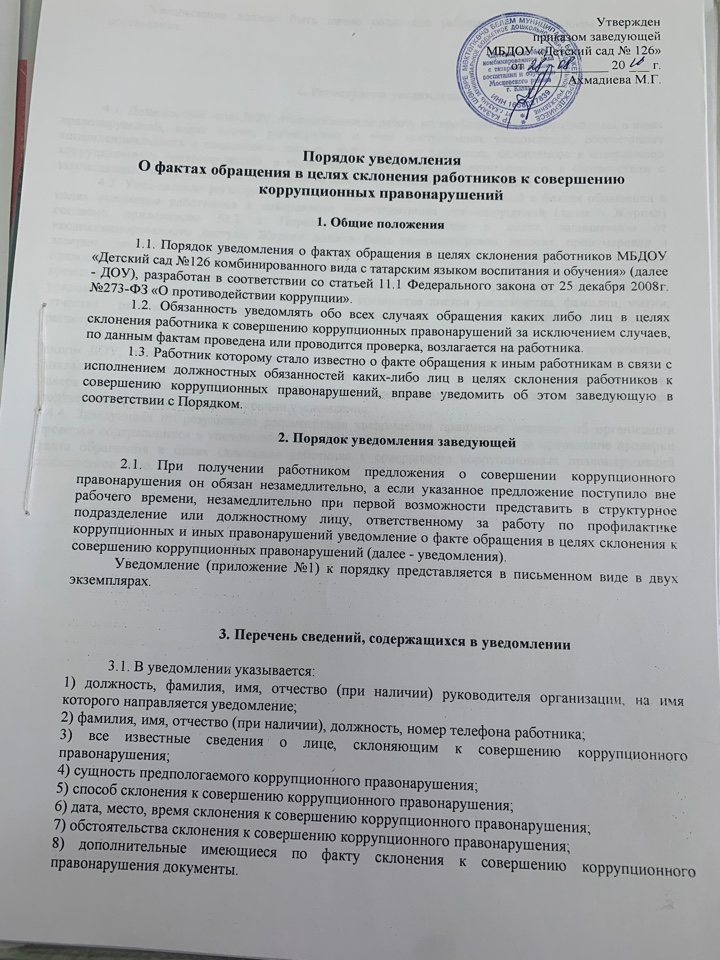 Утвержден
приказом заведующей
МБДОУ «Детский сад № 126»
от 20 г.
Ахмадиева М.Г.
Порядок уведомления
О фактах обращения в целях склонения работников к совершению
коррупционных правонарушений
1. Общие положения
1.1. Порядок уведомления о фактах обращения в целях склонения работников МБДОУ
«Детский сад №126 комбинированного вида с татарским языком воспитания и обучения» (далее
- ДОУ), разработан в соответствии со статьей 11.1 Федерального закона от 25 декабря 2008г.
№273-ФЗ «О противодействии коррупции».
1.2. Обязанность уведомлять обо всех случаях обращения каких либо лиц в целях
склонения работника к совершению коррупционных правонарушений за исключением случаев,
по данным фактам проведена или проводится проверка, возлагается на работника.
1.3. Работник которому стало известно о факте обращения к иным работникам в связи с
исполнением должностных обязанностей каких-либо лиц в целях склонения работников к
совершению коррупционных правонарушений, вправе уведомить об этом заведующую в
соответствии с Порядком.
2. Порядок уведомления заведующей
2.1. При получении работником предложения о совершении коррупционного
правонарушения он обязан незамедлительно, а если указанное предложение поступило вне
рабочего времени, незамедлительно при первой возможности представить в структурное
подразделение или должностному лицу, ответственному за работу по профилактике
коррупционных и иных правонарушений уведомление о факте обращения в целях склонения к
совершению коррупционных правонарушений (далее - уведомления).
Уведомление (приложение №1) к порядку представляется в письменном виде в двух
экземплярах.
3. Перечень сведений, содержащихся в уведомлении
3.1. В уведомлении указывается:
1) должность, фамилия, имя, отчество (при наличии) руководителя организации, на имя
которого направляется уведомление;
2) фамилия, имя, отчество (при наличии), должность, номер телефона работника;
3) все известные сведения о лице, склоняющим к совершению коррупционного
правонарушения;
4) сущность предпологаемого коррупционного правонарушения;
5) способ склонения к совершению коррупционного правонарушения;
6) дата, место, время склонения к совершению коррупционного правонарушения;
7) обстоятельства склонения к совершению коррупционного правонарушения;
8) дополнительные имеющиеся по факту склонения к совершению коррупционного
правонарушения документы.